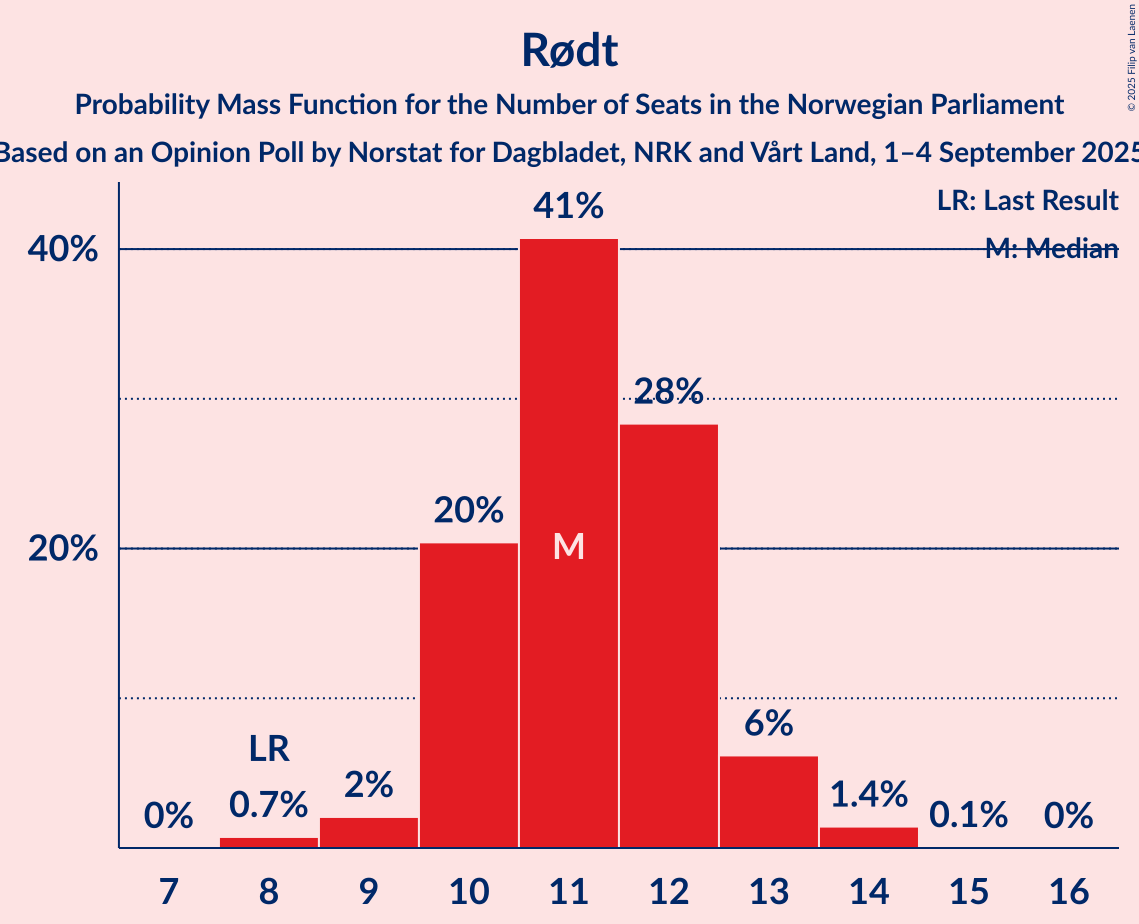 Rødt
Probability Mass Function for the Number of Seats in the Norwegian Parliament
Based on an Opinion Poll by Norstat for Dagbladet, NRK and Vårt Land, 1–4 September 2025
© 2025 Filip van Laenen
LR: Last Result
M: Median
40%
20%
0%
LR
0.7%
2%
20%
41%
M
28%
6%
1.4%
0.1%
0%
7 8 9 10 11 12 13 14 15 16